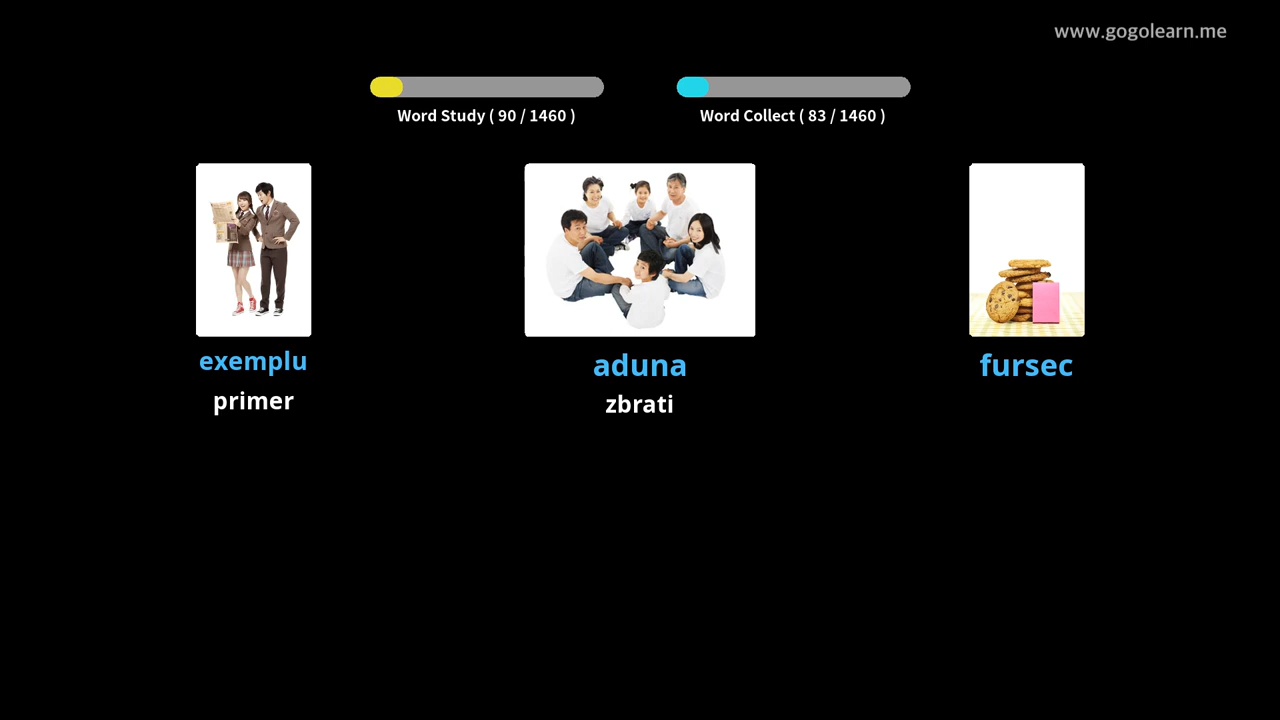 www.gogolearn.me
Word Study ( 90 / 1460 )
Word Collect ( 83 / 1460 )
exemplu
primer
aduna
zbrati
fursec